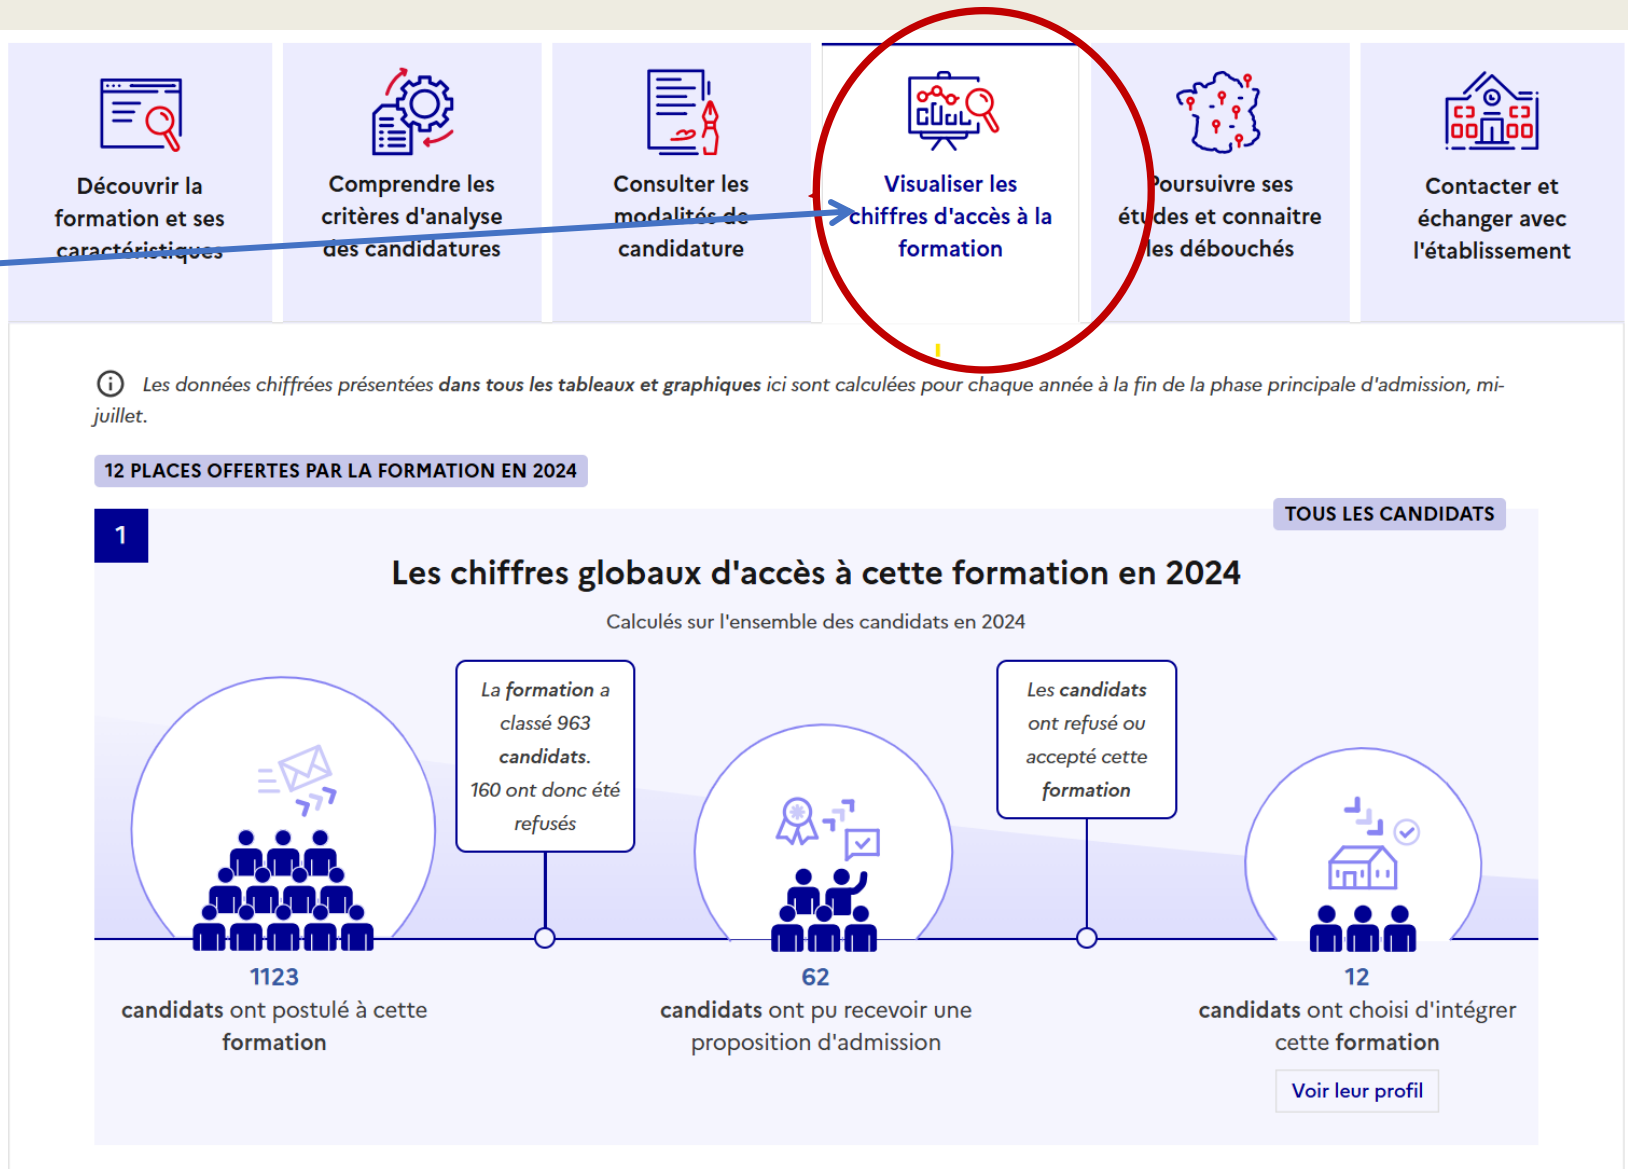 Découvrir la
formation et ses
caractéristiques
Comprendre les
critères d'analyse
des candidatures
Consulter les
modalités de
candidature
Visualiser les
chiffres d'accès à la
formation
Poursuivre ses
études et connaitre
les débouchés
Contacter et
échanger avec
l'établissement
Les données chiffrées présentées dans tous les tableaux et graphiques ici sont calculées pour chaque année à la fin de la phase principale d'admission, mi-
juillet.
12 PLACES OFFERTES PAR LA FORMATION EN 2024
TOUS LES CANDIDATS
1
Les chiffres globaux d'accès à cette formation en 2024
Calculés sur l'ensemble des candidats en 2024
La formation a
classé 963
candidats.
160 ont donc été
refusés
Les candidats
ont refusé ou
accepté cette
formation
1123
candidats ont postulé à cette
formation
62
candidats ont pu recevoir une
proposition d'admission
12
candidats ont choisi d'intégrer
cette formation
Voir leur profil